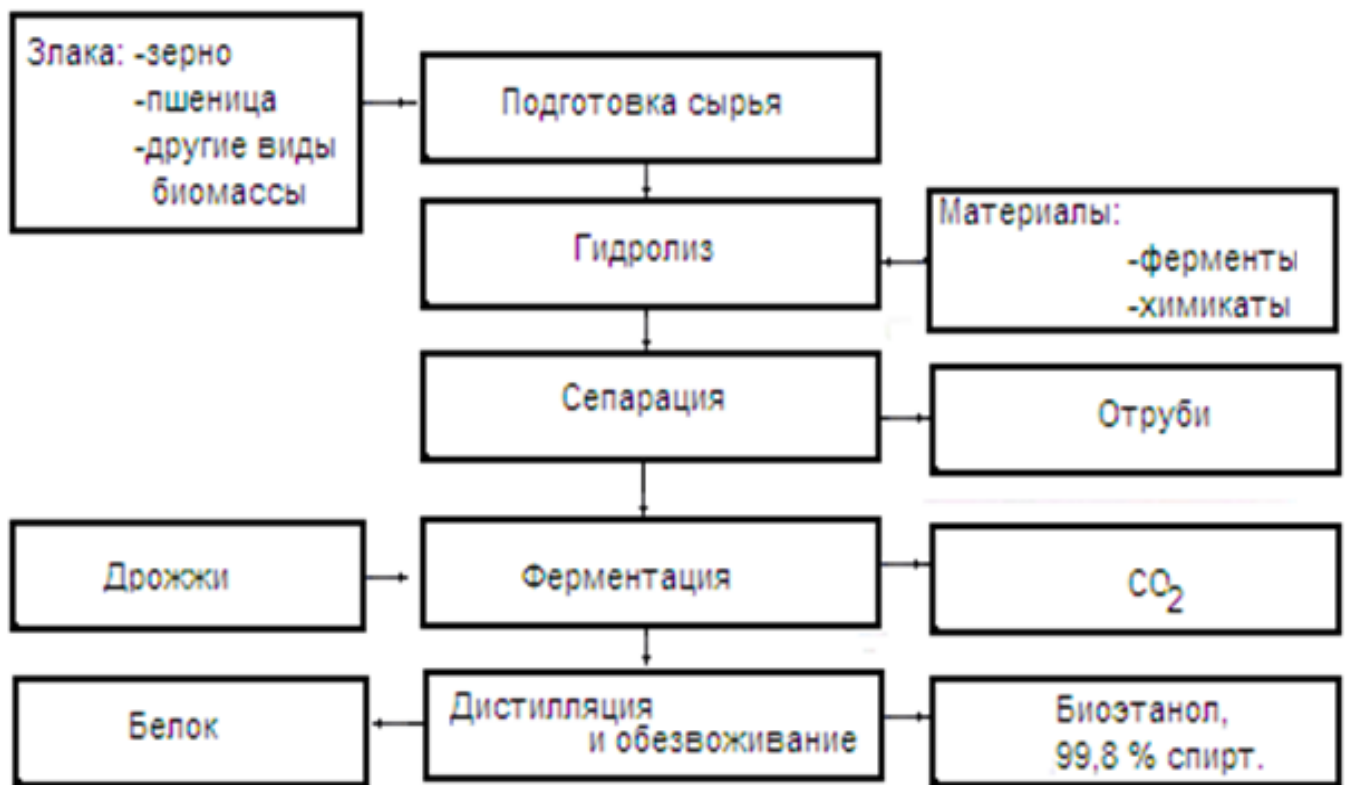 Злака: -зерно
-пшеница
-другие виды
биомассы
Подготовка сырья
Гидролиз
Материалы:
-ферменты
-химикаты
Сепарация
Отруби
Дрожжи
Ферментация
CO2
Белок
Дистилляция
и обезвоживание
Биоэтанол,
99,8 % спирт.